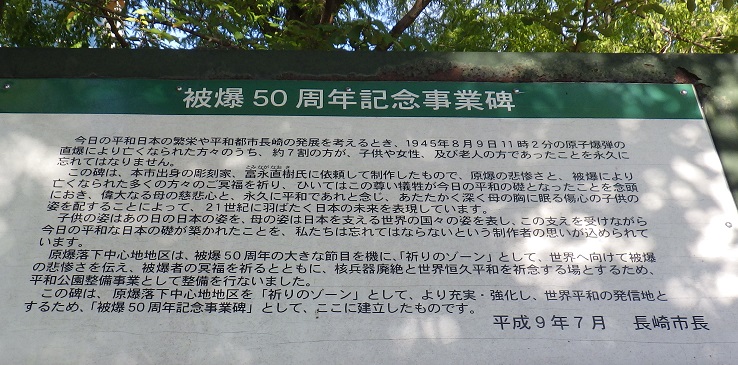 被爆50周年記念事業碑
今日の平和日本の繁栄や平和都市長崎の発展を考えるとき、1945年8月9日11時2分の原子爆弾の
直爆により亡くなられた方々のうち、約7割の方が、子供や女性、及び老人の方であったことを永久に
忘れてはなりません。
この碑は、本市出身の彫刻家、富永直樹氏に依頼して制作したもので、原爆の悲惨さと、被爆により
亡くなられた多くの方々のご冥福を祈り、ひいてはこの尊い犠牲が今日の平和の礎となったことを念頭
におき、偉大なる母の慈悲心と、永久に平和であれと念じ、あたたかく深く母の胸に眠る傷心の子供の
姿を配することによって、21世紀に羽ばたく日本の未来を表現しています。
子供の姿はあの日の日本の姿を、母の姿は日本を支える世界の国々の姿を表し、この支えを受けながら
今日の平和な日本の礎が築かれたことを、私たちは忘れてはならないという制作者の思いが込められて
います。
原爆落下中心地地区は、被爆50周年の大きな節目を機に、「祈りのゾーン」として、世界へ向けて被爆
の悲惨さを伝え、被爆者の冥福を祈るとともに、核兵器廃絶と世界恒久平和を祈念する場とするため、
平和公園整備事業として整備を行ないました。
この碑は、原爆落下中心地地区を「祈りのゾーン」として、より充実・強化し、世界平和の発信地と
するため、「被爆50周年記念事業碑」として、ここに建立したものです。
平成9年7月　長崎市長